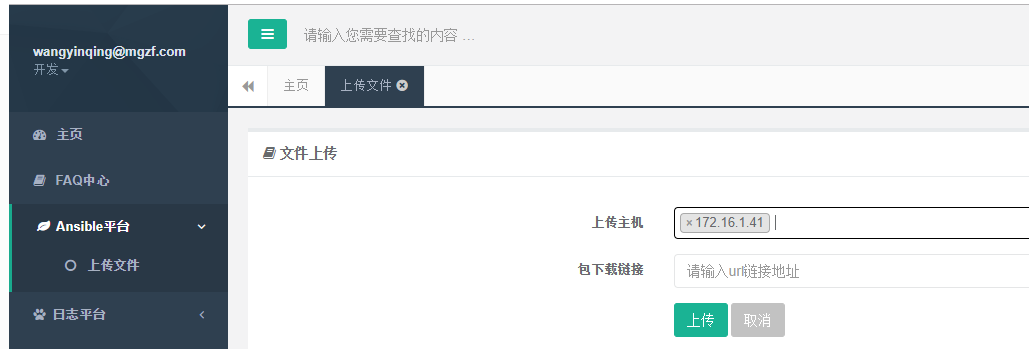 wangyinqing@mgzf.com
开发
请输入您需要查找的内容 …
主页
上传文件
主页
FAQ中心
Ansible平台
上传文件
日志平台
文件上传
上传主机
×172.16.1.41
包下载链接
请输入url链接地址
上传
取消